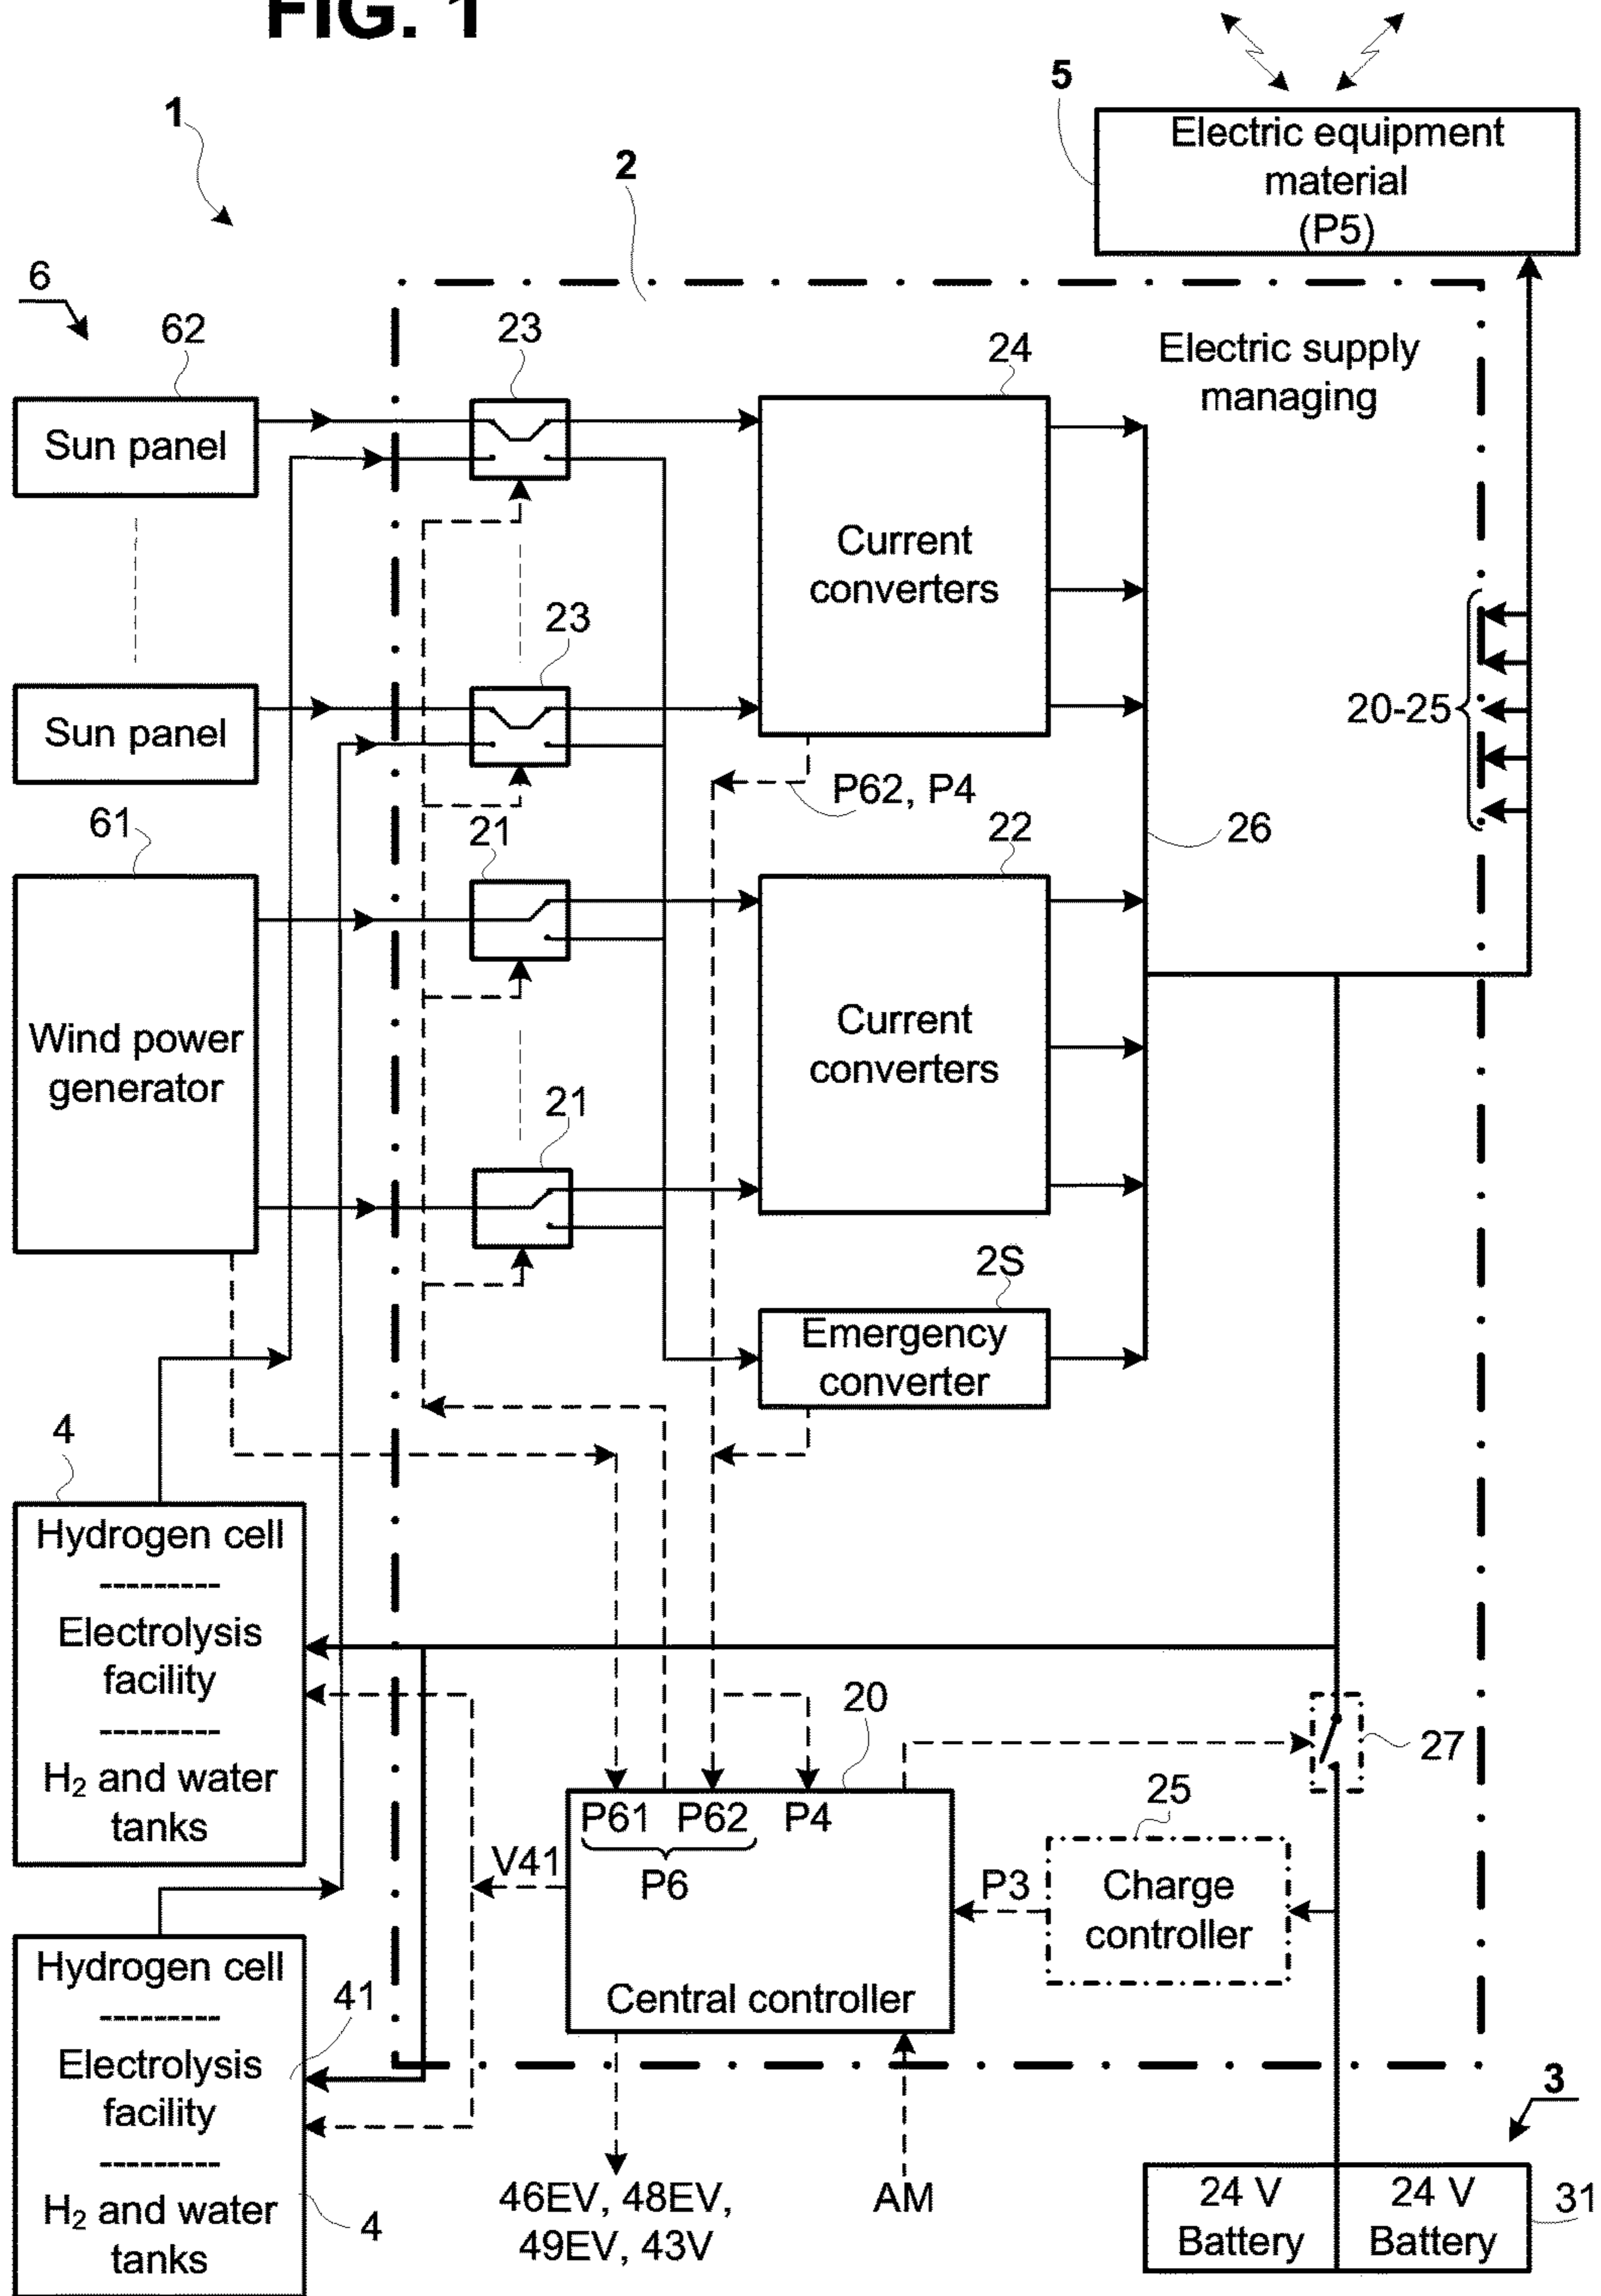 FIG. 1
1
5
Electric equipment
material
(P5)
2
6
62
23
24
Electric supply
managing
Sun panel
Current
converters
23
Sun panel
20-25
P62, P4
61
21
22
26
Wind power
generator
Current
converters
21
2S
Emergency
converter
4
Hydrogen cell
Electrolysis
facility
H2 and water
tanks
20
27
25
P61 P62 P4
P6
V41
P3
Charge
controller
Central controller
Hydrogen cell
41
Electrolysis
facility
H2 and water
tanks
4
46EV, 48EV,
49EV, 43V
AM
3
24 V
Battery
24 V
Battery
31